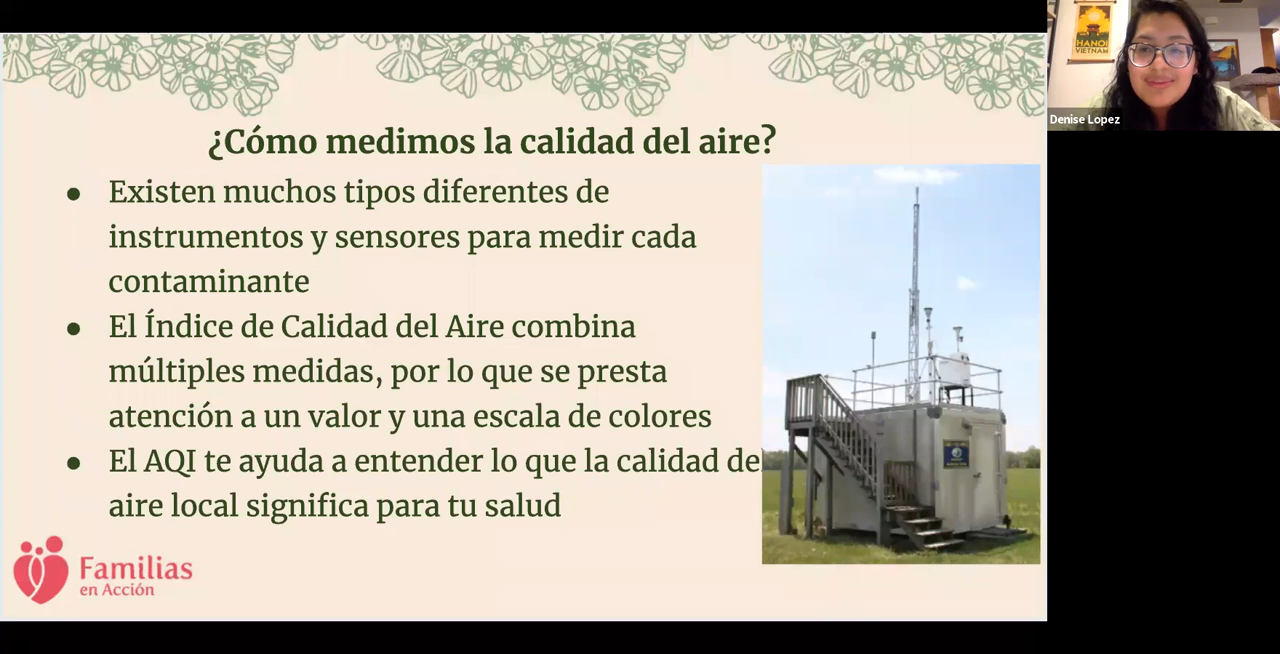 ¿Cómo medimos la calidad del aire?
● Existen muchos tipos diferentes de
instrumentos y sensores para medir cada
contaminante
● El Índice de Calidad del Aire combina
múltiples medidas, por lo que se presta
atención a un valor y una escala de colores
● El AQI te ayuda a entender lo que la calidad de
aire local significa para tu salud
Familias
en Acción
HANOI
VIETNAM
Denise Lopez